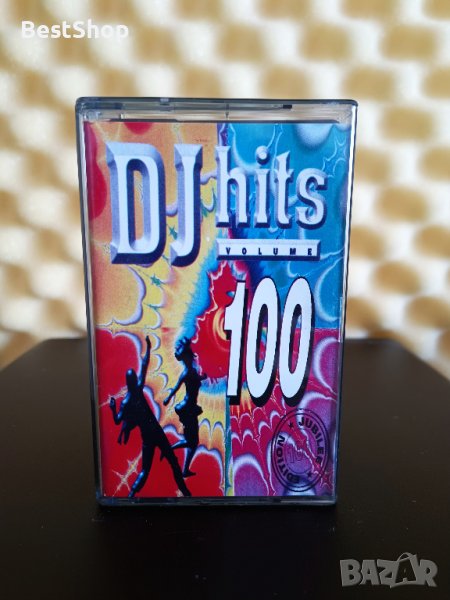 BestShop
DJ hits
VOLUME
100
JUBILEE
EDITION
BAZAR